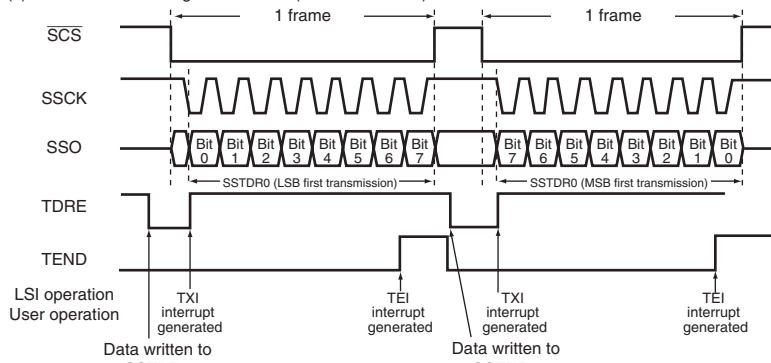 1 frame 1 frame
SCS
SSCK
SSO Bit 0 Bit 1 Bit 2 Bit 3 Bit 4 Bit 5 Bit 6 Bit 7 Bit 7 Bit 6 Bit 5 Bit 4 Bit 3 Bit 2 Bit 1 Bit 0
SSTDR0 (LSB first transmission) SSTDR0 (MSB first transmission)
TDRE
TEND
LSI operation
User operation
TXI
interrupt
generated
TEI
interrupt
generated
TXI
interrupt
generated
TEI
interrupt
generated
Data written to
Data written to